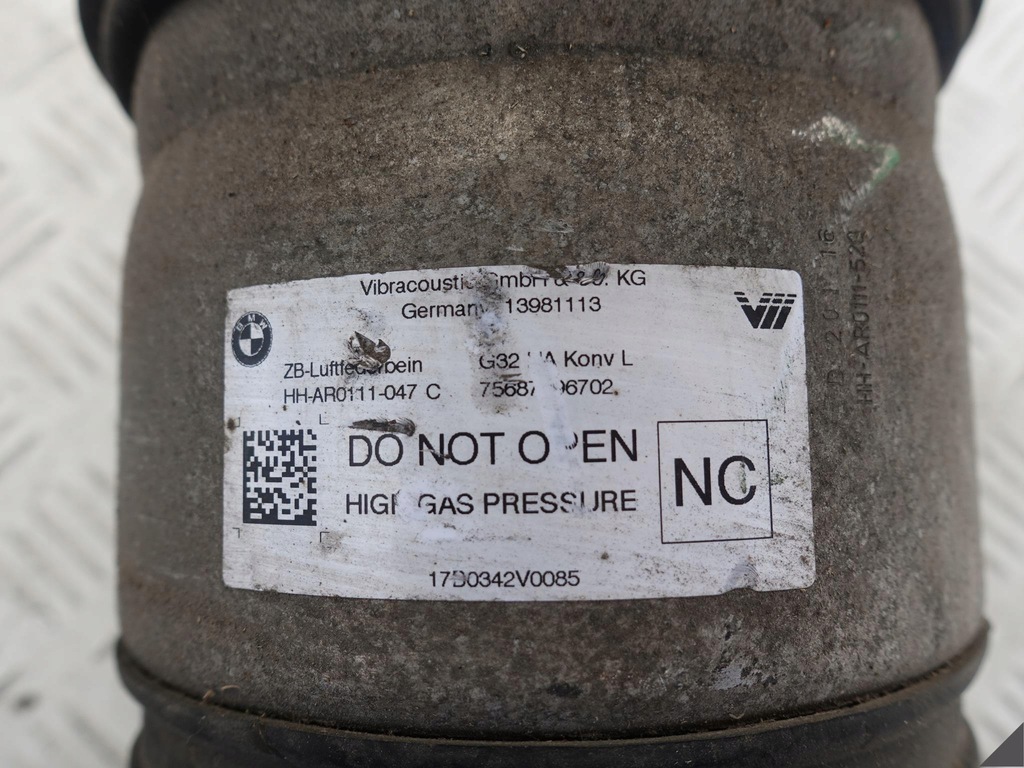 Vibracoustic GmbH & Co. KG
Germany 13981113
BMW
ZB-Luftfederbein G32 HA Konv L
HH-AR0111-047 C
DO NOT OPEN
HIGH GAS PRESSURE
NC
17D0342V0085
HH-AR0111-529